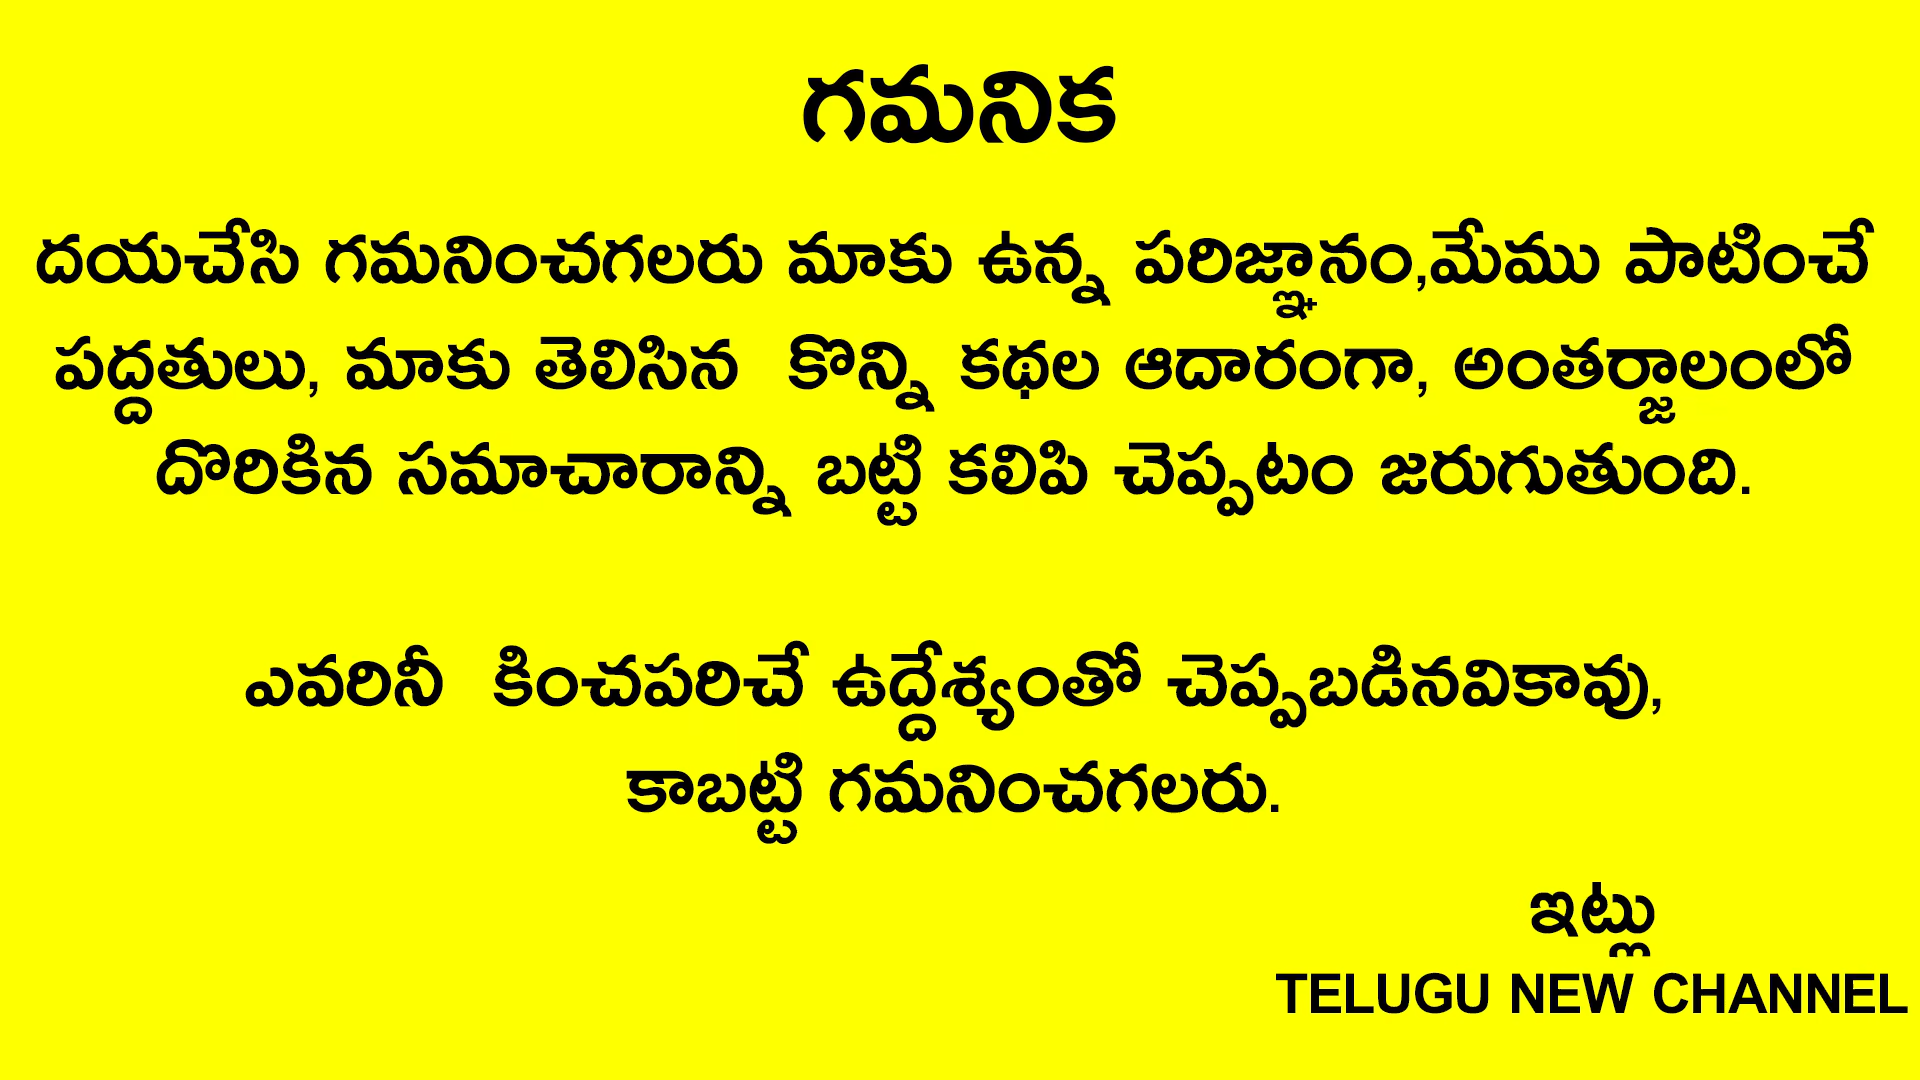 గమనిక
దయచేసి గమనించగలరు మాకు ఉన్న పరిజ్ఞానం,మేము పాటించే
పద్దతులు, మాకు తెలిసిన కొన్ని కథల ఆదారంగా, అంతర్జాలంలో
దొరికిన సమాచారాన్ని బట్టి కలిపి చెప్పటం జరుగుతుంది.
ఎవరినీ కించపరిచే ఉద్దేశ్యంతో చెప్పబడినవికావు,
కాబట్టి గమనించగలరు.
ఇట్లు
TELUGU NEW CHANNEL